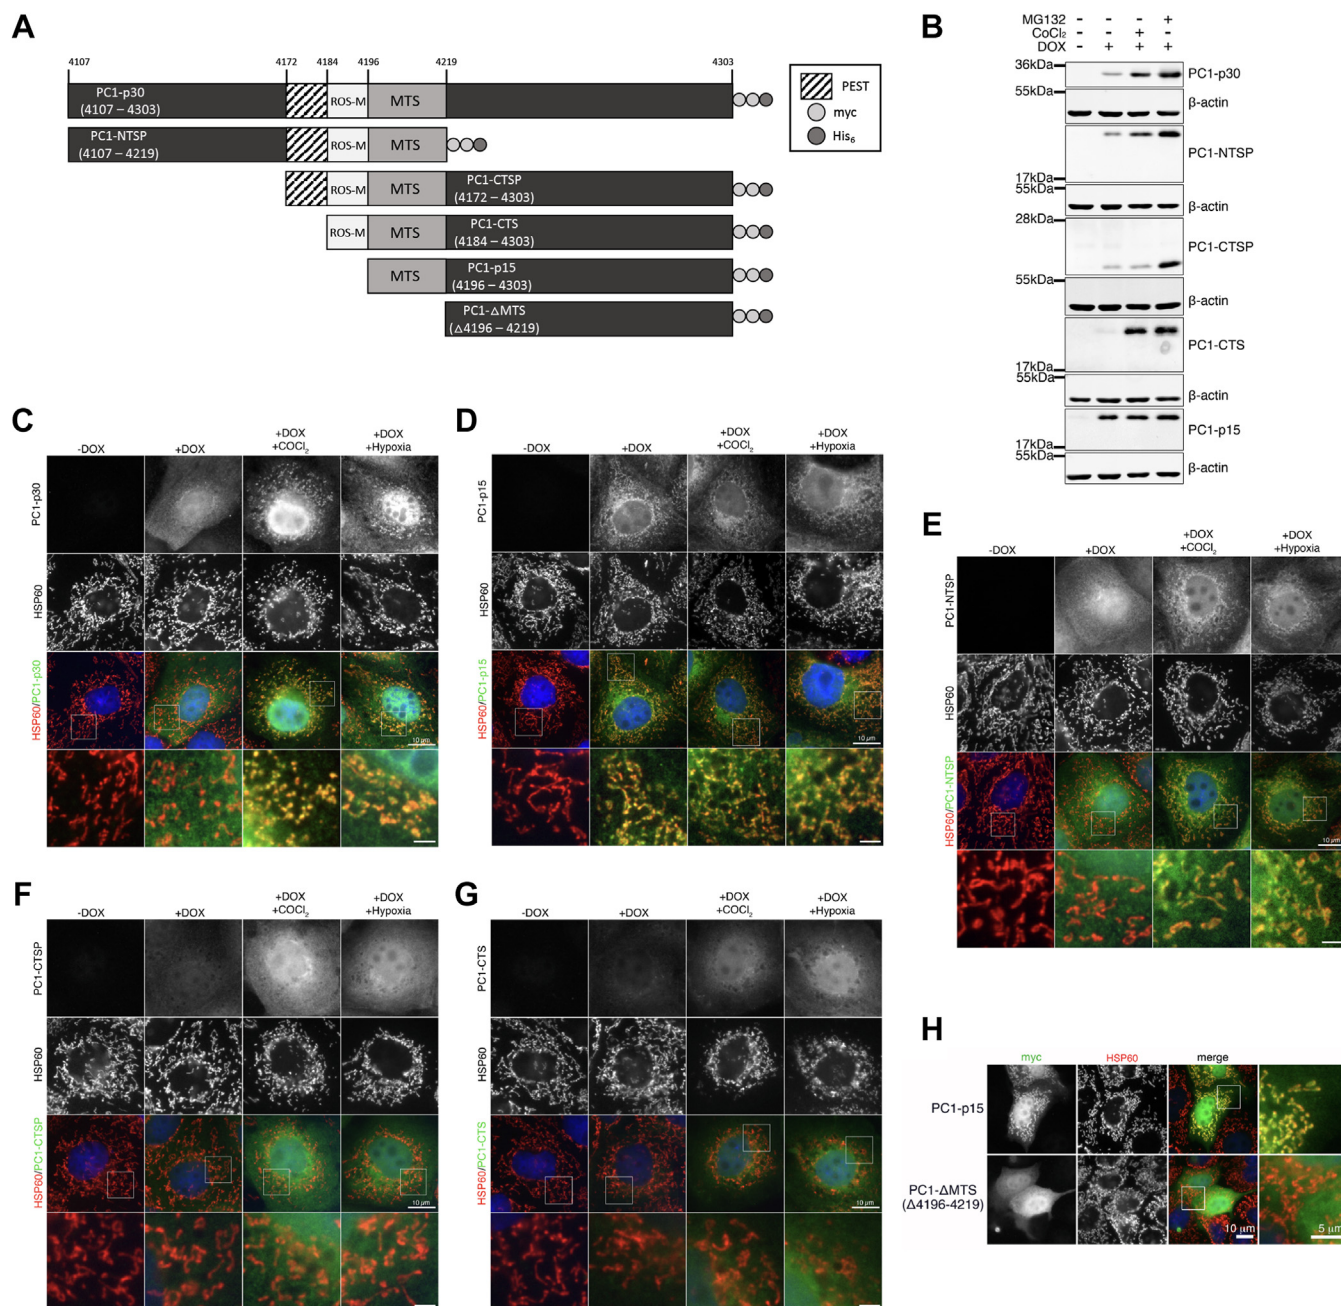 A
4107
4172
4184
4196
4219
4303
PC1-p30
(4107 – 4303)
ROS-M
MTS
PC1-NTSP
(4107 – 4219)
ROS-M
MTS
ROS-M
MTS
PC1-CTSP
(4172 – 4303)
ROS-M
MTS
PC1-CTS
(4184 – 4303)
MTS
PC1-p15
(4196 – 4303)
PC1-△MTS
(△4196 – 4219)
PEST
myc
His6
B
MG132 - - - +
CoCl2 - - + -
DOX - + + +
36kDa
PC1-p30
55kDa
β-actin
PC1-NTSP
17kDa
55kDa
β-actin
28kDa
PC1-CTSP
55kDa
β-actin
PC1-CTS
17kDa
55kDa
β-actin
PC1-p15
17kDa
55kDa
β-actin
C
-DOX
+DOX
+DOX
+COCl2
+DOX
+Hypoxia
PC1-p30
HSP60
HSP60/PC1-p30
10 µm
D
-DOX
+DOX
+DOX
+COCl2
+DOX
+Hypoxia
PC1-p15
HSP60
HSP60/PC1-p15
10 µm
E
-DOX
+DOX
+DOX
+COCl2
+DOX
+Hypoxia
PC1-NTSP
HSP60
HSP60/PC1-NTSP
10 µm
F
-DOX
+DOX
+DOX
+COCl2
+DOX
+Hypoxia
PC1-CTSP
HSP60
HSP60/PC1-CTSP
10 µm
G
-DOX
+DOX
+DOX
+COCl2
+DOX
+Hypoxia
PC1-CTS
HSP60
HSP60/PC1-CTS
10 µm
H
myc
HSP60
merge
PC1-p15
PC1-ΔMTS
(Δ4196-4219)
10 µm
5 µm